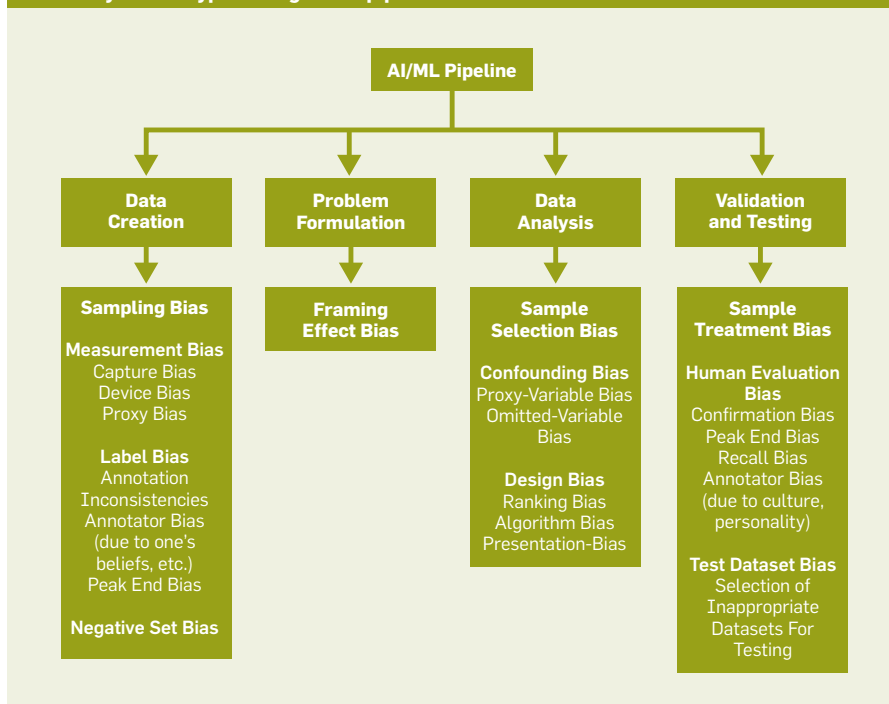 AI/ML Pipeline
Data
Creation
Problem
Formulation
Data
Analysis
Validation
and Testing
Sampling Bias
Measurement Bias
Capture Bias
Device Bias
Proxy Bias
Label Bias
Annotation
Inconsistencies
Annotator Bias
(due to one's
beliefs, etc.)
Peak End Bias
Negative Set Bias
Framing
Effect Bias
Sample
Selection Bias
Confounding Bias
Proxy-Variable Bias
Omitted-Variable
Bias
Design Bias
Ranking Bias
Algorithm Bias
Presentation-Bias
Sample
Treatment Bias
Human Evaluation
Bias
Confirmation Bias
Peak End Bias
Recall Bias
Annotator Bias
(due to culture,
personality)
Test Dataset Bias
Selection of
Inappropriate
Datasets For
Testing